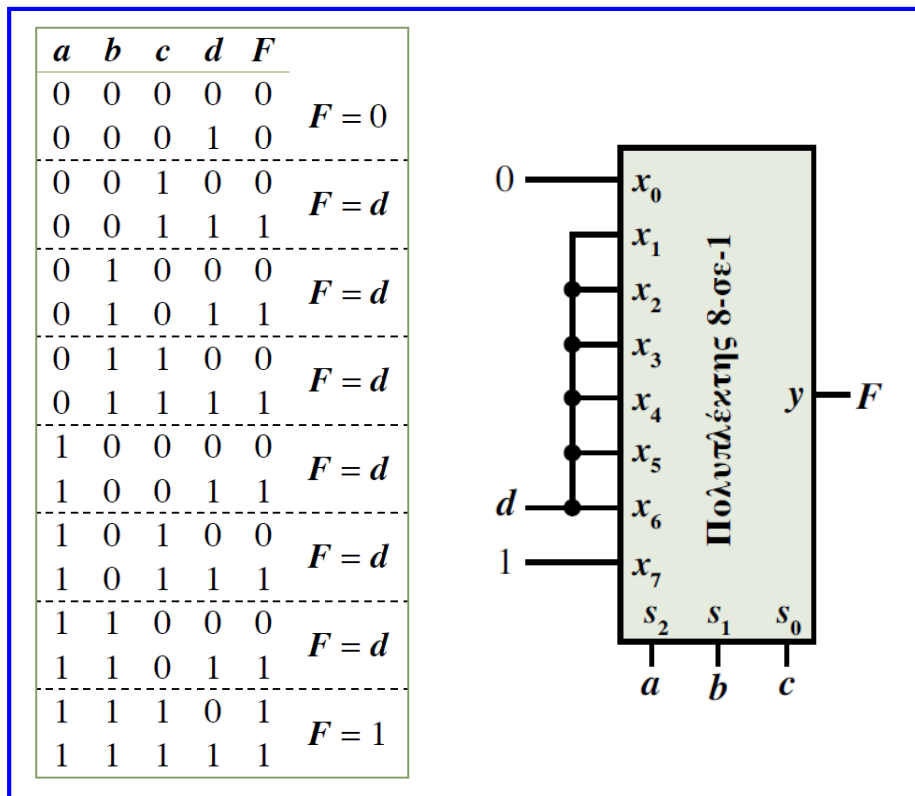 a b c d F
0 0 0 0 0
0 0 0 1 0
F = 0
0 0 1 0 0
0 0 1 1 1
F = d
0 1 0 0 0
0 1 0 1 1
F = d
0 1 1 0 0
0 1 1 1 1
F = d
1 0 0 0 0
1 0 0 1 1
F = d
1 0 1 0 0
1 0 1 1 1
F = d
1 1 0 0 0
1 1 0 1 1
F = d
1 1 1 0 1
1 1 1 1 1
F = 1
0 x₀
x₁
x₂
x₃
x₄
x₅
d x₆
1 x₇
Πολυπλέκτης 8-σε-1
y F
s₂ s₁ s₀
a b c